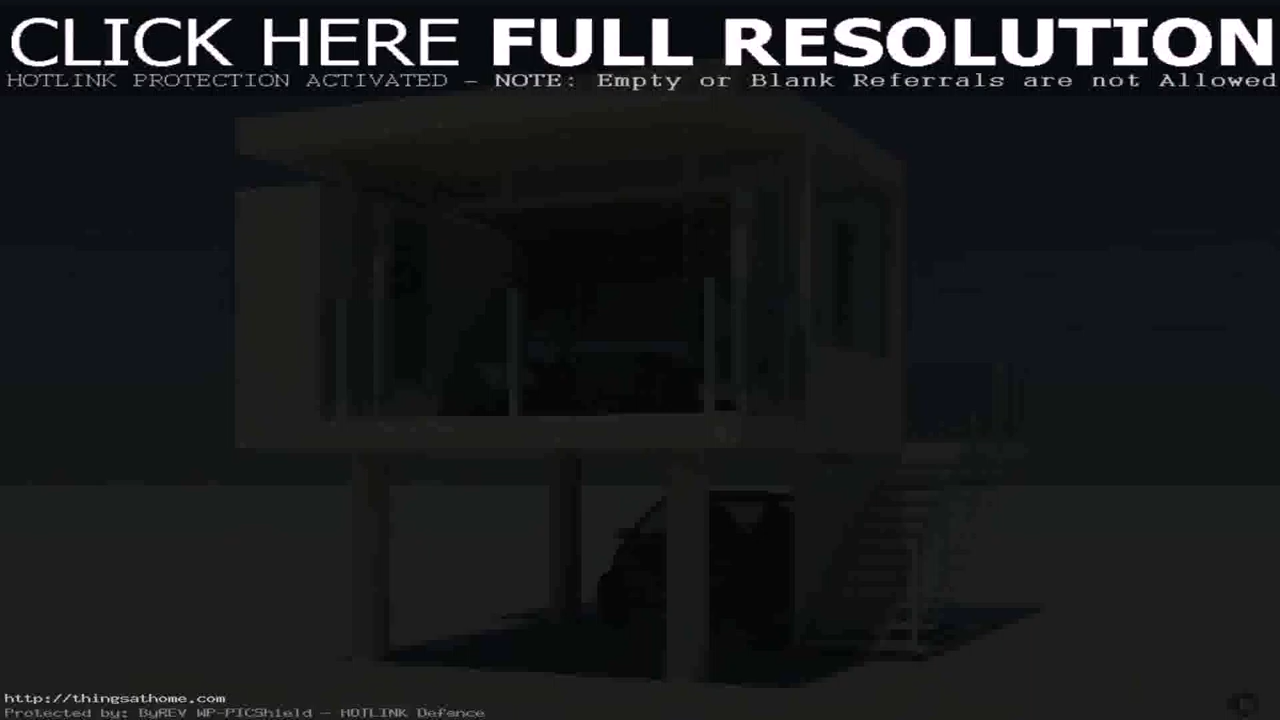 CLICK HERE FULL RESOLUTION
HOTLINK PROTECTION ACTIVATED – NOTE: Empty or Blank Referrals are not Allowed
http://thingsathome.com
Protected by: ByREV WP-PICShield – HOTLINK Defence